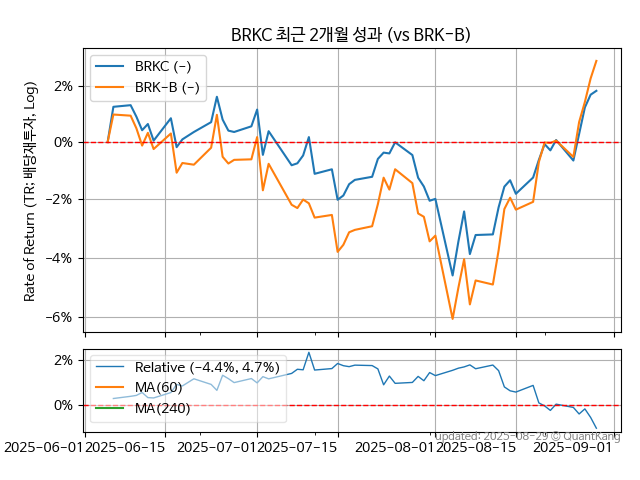 BRKC 최근 2개월 성과 (vs BRK-B)
BRKC (-)
BRK-B (-)
2%
0%
−2%
−4%
−6%
Rate of Return (TR: 배당재투자, Log)
Relative (-4.4%, 4.7%)
MA(60)
MA(240)
2%
0%
updated: 2025-08-29 © QuantKang
2025-06-01 2025-06-15 2025-07-01 2025-07-15 2025-08-01 2025-08-15 2025-09-01